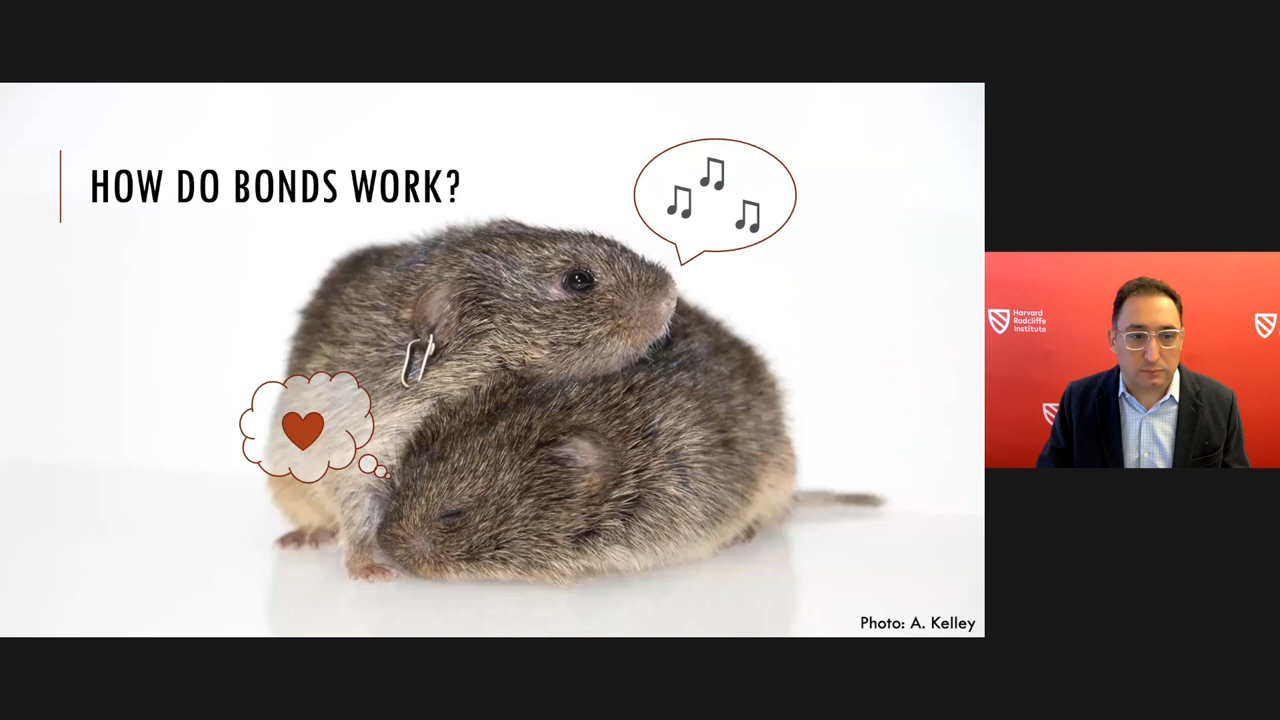 HOW DO BONDS WORK?
Harvard
Radcliffe
Institute
Photo: A. Kelley